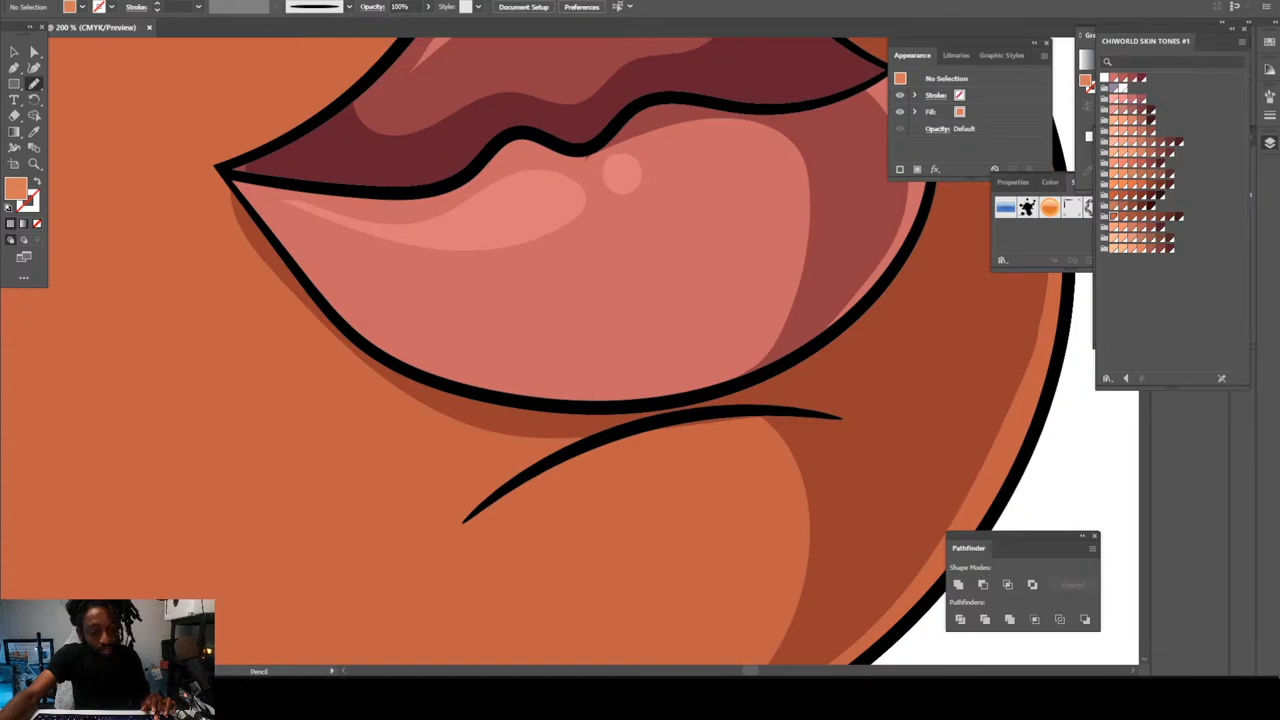 No Selection
Stroke:
Opacity: 100%
Style:
Document Setup
Preferences
200 % (CMYK/Preview)
Appearance
Libraries
Graphic Styles
No Selection
Stroke:
Fill:
Opacity: Default
CHIWORLD SKIN TONES #1
Properties
Color
Pathfinder
Shape Modes:
Expand
Pathfinders:
Pencil